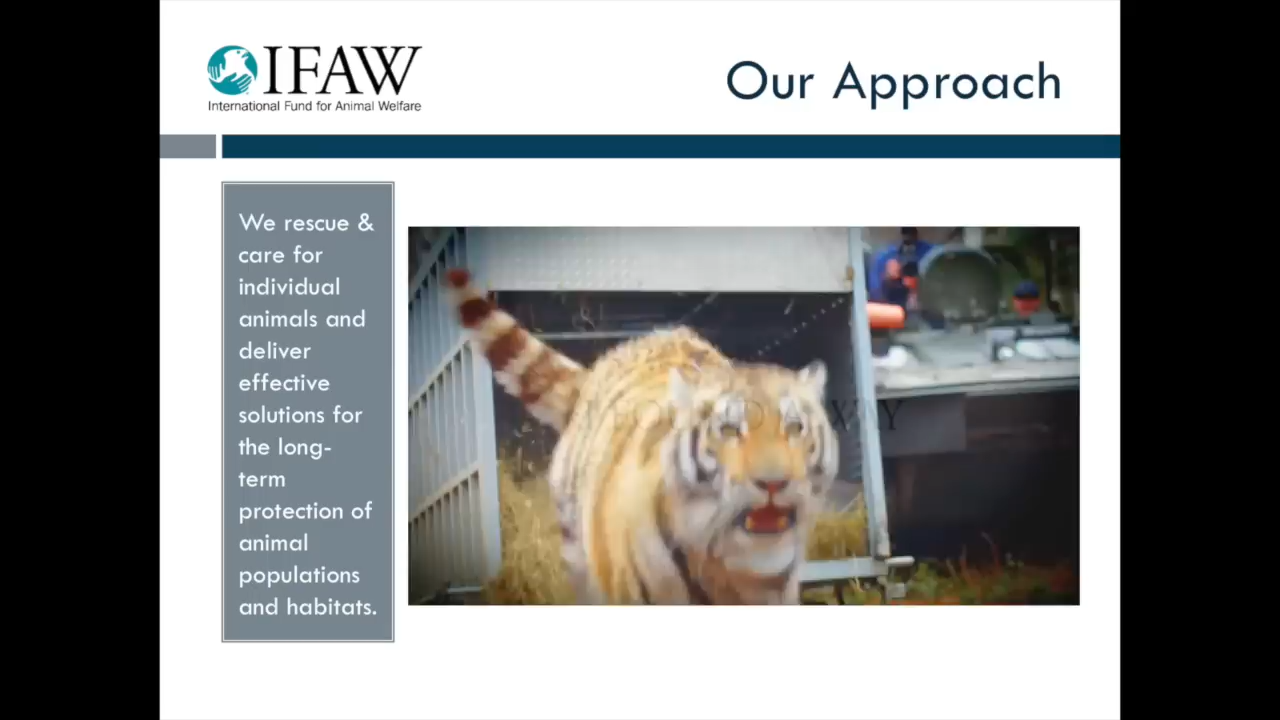 IFAW
International Fund for Animal Welfare
Our Approach
We rescue &
care for
individual
animals and
deliver
effective
solutions for
the long-
term
protection of
animal
populations
and habitats.